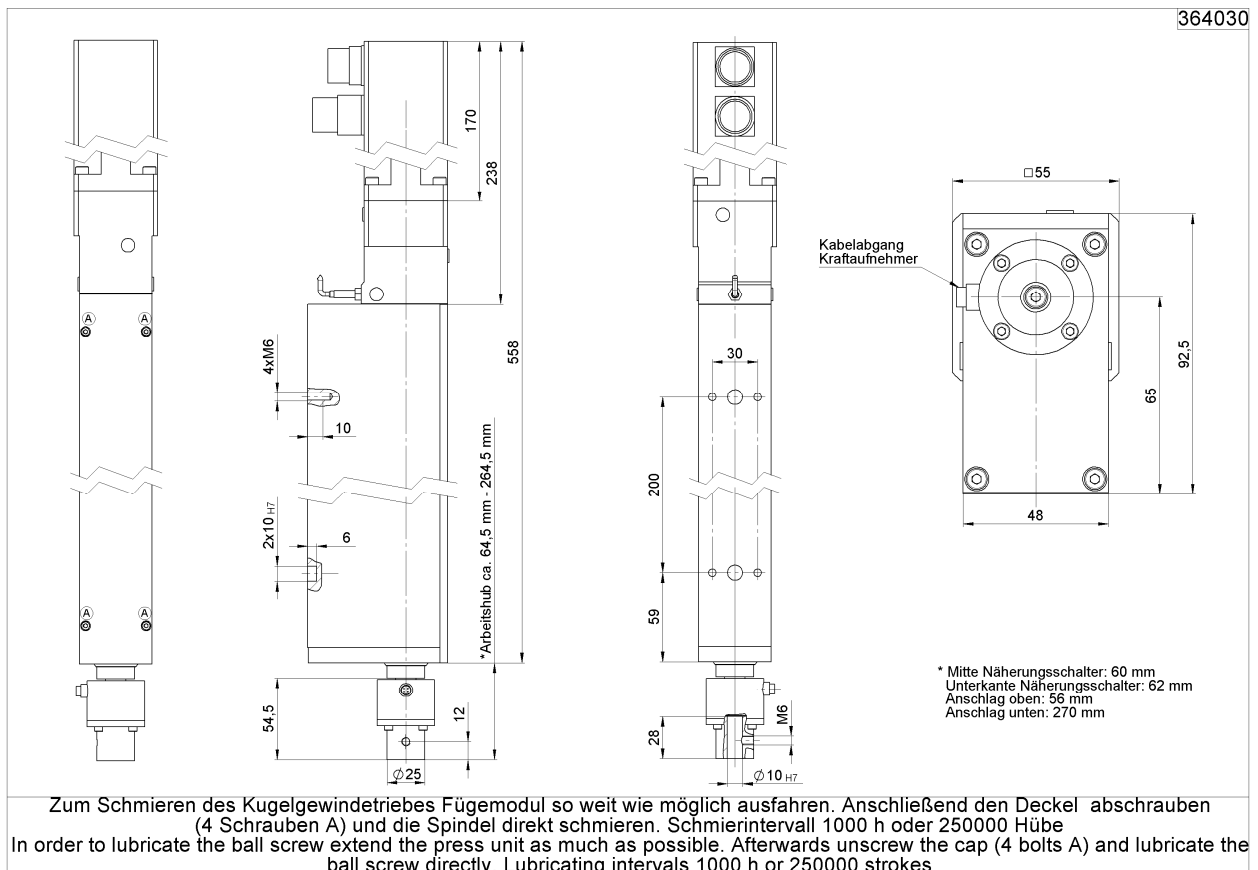 364030
170
238
558
4xM6
10
2x10 H7
6
*Arbeitshub ca. 64,5 mm - 264,5 mm
54,5
12
⌀25
A
A
A
A
30
200
59
28
M6
⌀10 H7
□55
Kabelabgang
Kraftaufnehmer
92,5
65
48
* Mitte Näherungsschalter: 60 mm
Unterkante Näherungsschalter: 62 mm
Anschlag oben: 56 mm
Anschlag unten: 270 mm
Zum Schmieren des Kugelgewindetriebes Fügemodul so weit wie möglich ausfahren. Anschließend den Deckel abschrauben
(4 Schrauben A) und die Spindel direkt schmieren. Schmierintervall 1000 h oder 250000 Hübe
In order to lubricate the ball screw extend the press unit as much as possible. Afterwards unscrew the cap (4 bolts A) and lubricate the
ball screw directly. Lubricating intervals 1000 h or 250000 strokes